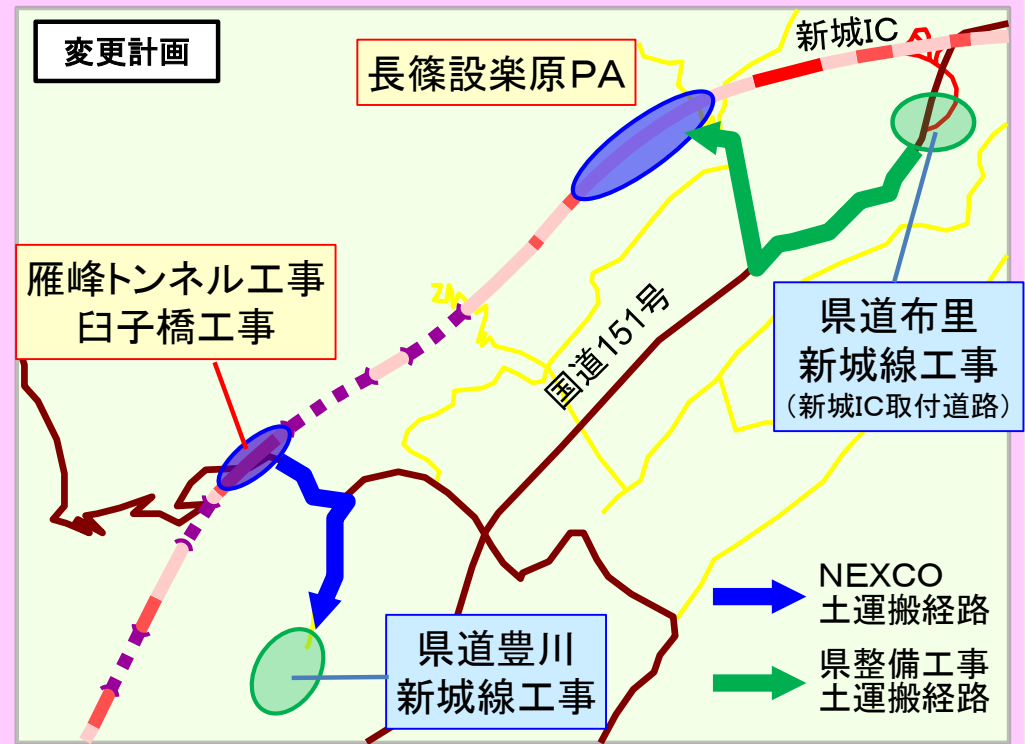 変更計画
新城IC
長篠設楽原PA
雁峰トンネル工事
臼子橋工事
国道151号
県道布里
新城線工事
（新城IC取付道路）
NEXCO
土運搬経路
県道豊川
新城線工事
県整備工事
土運搬経路